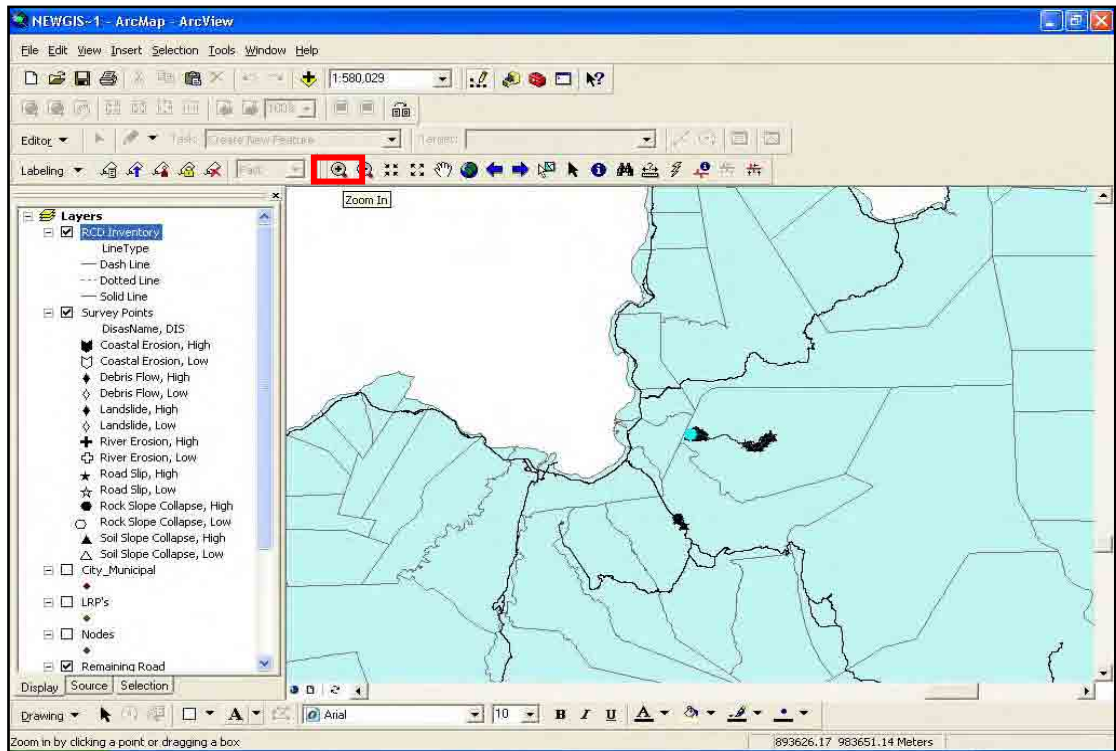 NEWGIS~1 - ArcMap - ArcView
File Edit View Insert Selection Tools Window Help
1:580,029
100%
Editor Task: Create New Feature Target:
Labeling Fast
Zoom In
Layers
RCD Inventory
LineType
Dash Line
Dotted Line
Solid Line
Survey Points
DisasName, DIS
Coastal Erosion, High
Coastal Erosion, Low
Debris Flow, High
Debris Flow, Low
Landslide, High
Landslide, Low
River Erosion, High
River Erosion, Low
Road Slip, High
Road Slip, Low
Rock Slope Collapse, High
Rock Slope Collapse, Low
Soil Slope Collapse, High
Soil Slope Collapse, Low
City_Municipal
LRP's
Nodes
Remaining Road
Display Source Selection
Drawing A Arial 10 B I U A
Zoom in by clicking a point or dragging a box 893626.17 983651.14 Meters